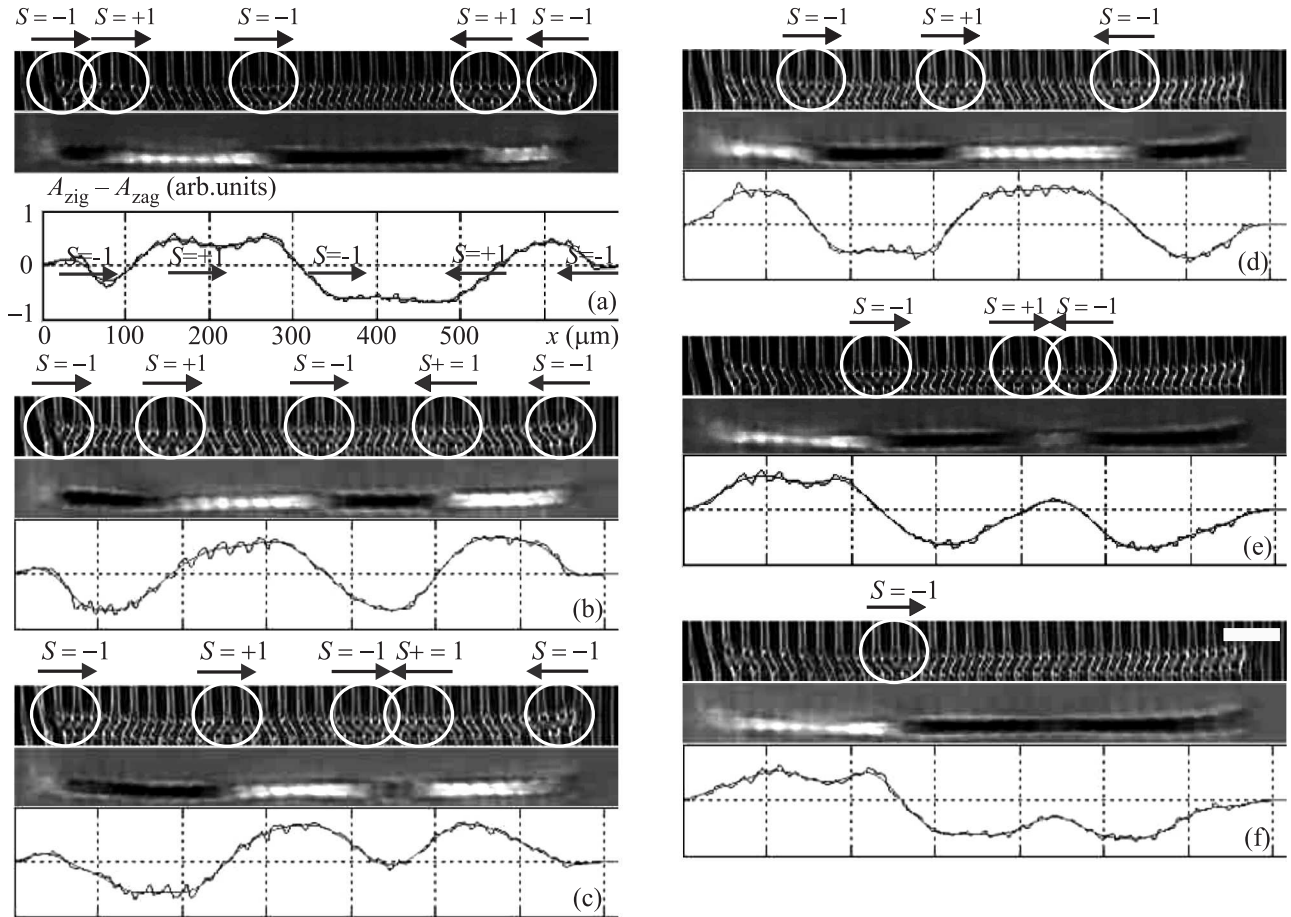 S = −1 S = +1 S = −1 S = +1 S = −1
A_zig – A_zag (arb.units)
1
0
−1
S=−1 S=+1 S=−1 S=+1 S=−1
(a)
0 100 200 300 400 500 x (μm)
S = −1 S = +1 S = −1 S+ = 1 S = −1
(b)
S = −1 S = +1 S = −1 S+ = 1 S = −1
(c)
S = −1 S = +1 S = −1
(d)
S = −1 S = +1 S = −1
(e)
S = −1
(f)